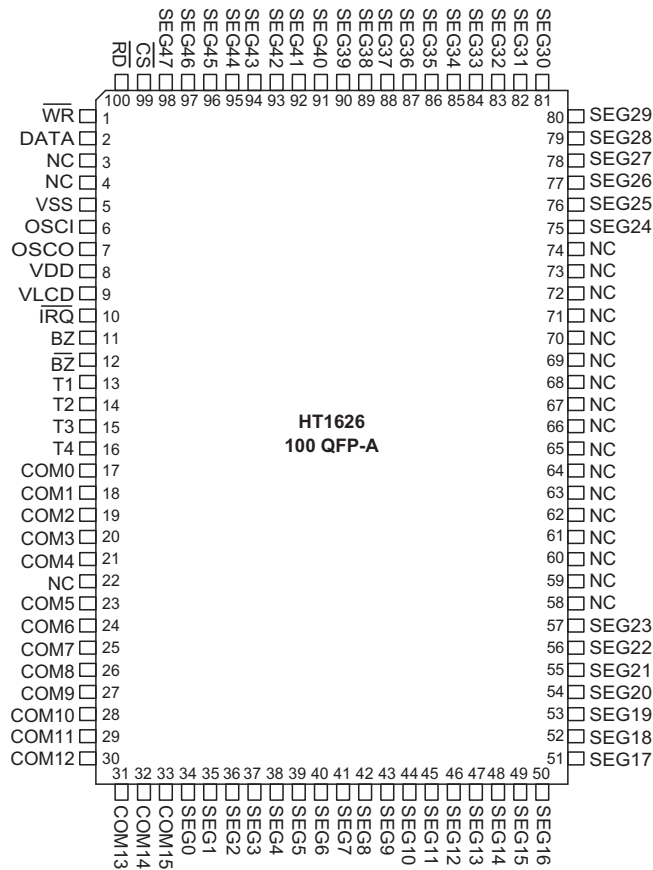 RD CS SEG47 SEG46 SEG45 SEG44 SEG43 SEG42 SEG41 SEG40 SEG39 SEG38 SEG37 SEG36 SEG35 SEG34 SEG33 SEG32 SEG31 SEG30
100 99 98 97 96 95 94 93 92 91 90 89 88 87 86 85 84 83 82 81
WR 1
DATA 2
NC 3
NC 4
VSS 5
OSCI 6
OSCO 7
VDD 8
VLCD 9
IRQ 10
BZ 11
BZ 12
T1 13
T2 14
T3 15
T4 16
COM0 17
COM1 18
COM2 19
COM3 20
COM4 21
NC 22
COM5 23
COM6 24
COM7 25
COM8 26
COM9 27
COM10 28
COM11 29
COM12 30
HT1626
100 QFP-A
80 SEG29
79 SEG28
78 SEG27
77 SEG26
76 SEG25
75 SEG24
74 NC
73 NC
72 NC
71 NC
70 NC
69 NC
68 NC
67 NC
66 NC
65 NC
64 NC
63 NC
62 NC
61 NC
60 NC
59 NC
58 NC
57 SEG23
56 SEG22
55 SEG21
54 SEG20
53 SEG19
52 SEG18
51 SEG17
31 32 33 34 35 36 37 38 39 40 41 42 43 44 45 46 47 48 49 50
COM13 COM14 COM15 SEG0 SEG1 SEG2 SEG3 SEG4 SEG5 SEG6 SEG7 SEG8 SEG9 SEG10 SEG11 SEG12 SEG13 SEG14 SEG15 SEG16